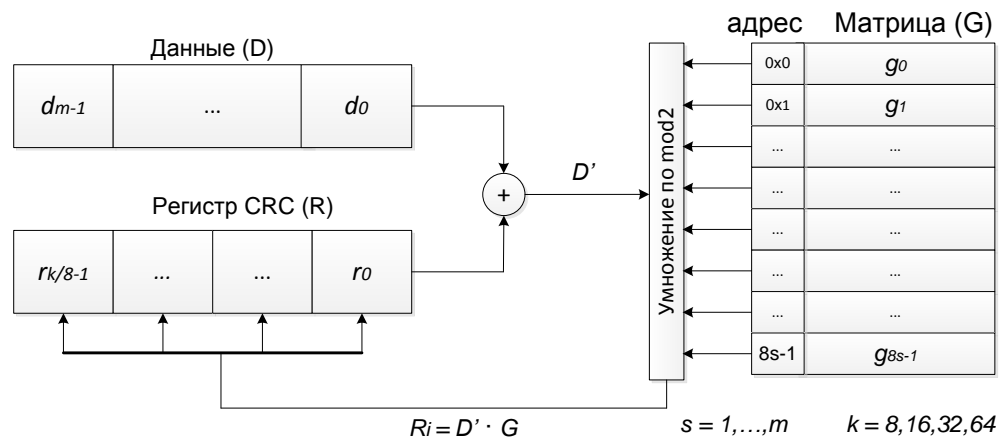 адрес Матрица (G)
Данные (D)
dm-1 ... d0
Регистр CRC (R)
rk/8-1 ... ... r0
+
D'
Умножение по mod2
0x0 g0
0x1 g1
... ...
... ...
... ...
... ...
... ...
8s-1 g8s-1
Ri = D' · G
s = 1,...,m k = 8,16,32,64